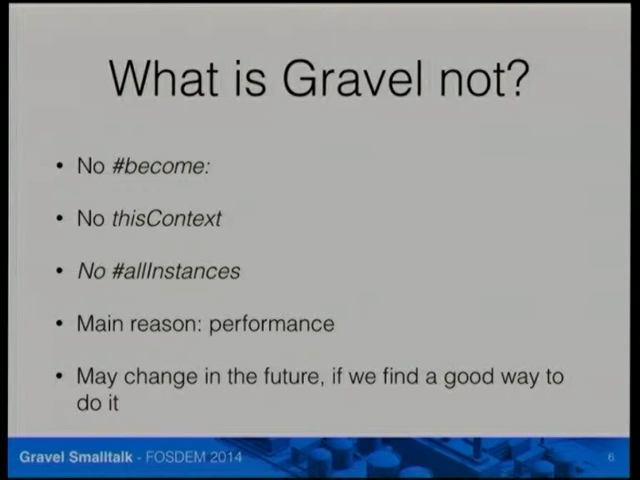 What is Gravel not?
• No #become:
• No thisContext
• No #allInstances
• Main reason: performance
• May change in the future, if we find a good way to
do it
Gravel Smalltalk - FOSDEM 2014
6